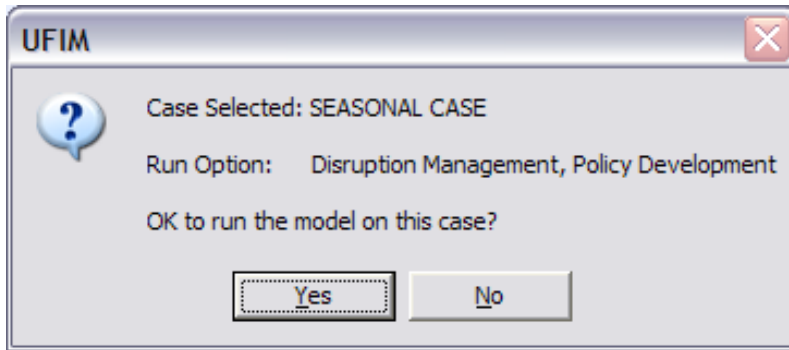 UFIM
Case Selected: SEASONAL CASE
Run Option: Disruption Management, Policy Development
OK to run the model on this case?
Yes No